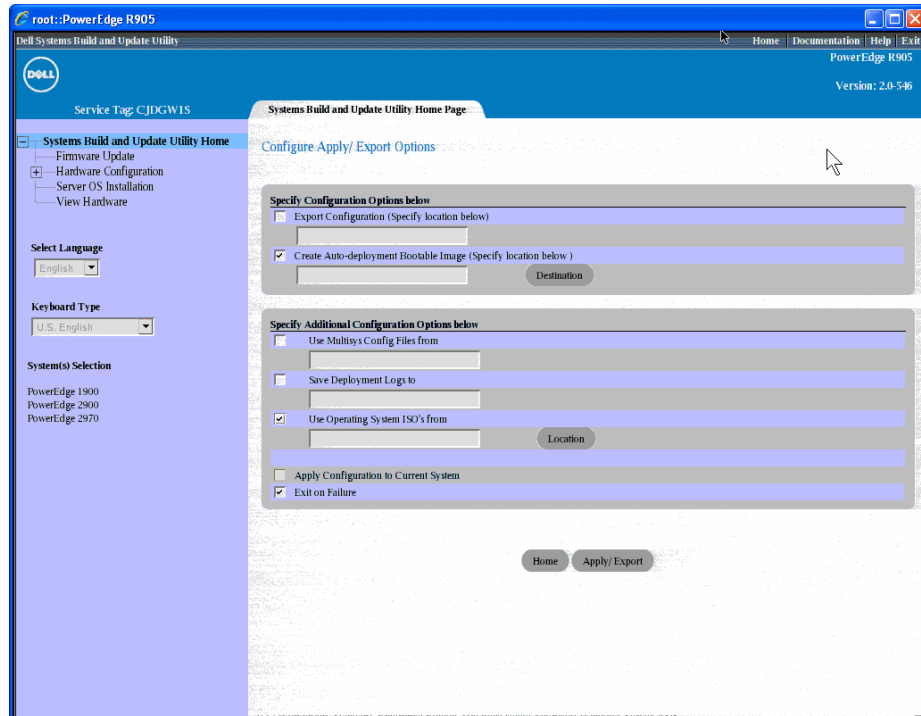 root::PowerEdge R905
Dell Systems Build and Update Utility
Home Documentation Help Exit
DELL
PowerEdge R905
Version: 2.0-546
Service Tag: CJDGW1S
Systems Build and Update Utility Home Page
Systems Build and Update Utility Home
Firmware Update
Hardware Configuration
Server OS Installation
View Hardware
Select Language
English
Keyboard Type
U.S. English
System(s) Selection
PowerEdge 1900
PowerEdge 2900
PowerEdge 2970
Configure Apply/ Export Options
Specify Configuration Options below
Export Configuration (Specify location below)
Create Auto-deployment Bootable Image (Specify location below )
Destination
Specify Additional Configuration Options below
Use Multisys Config Files from
Save Deployment Logs to
Use Operating System ISO's from
Location
Apply Configuration to Current System
Exit on Failure
Home Apply/ Export